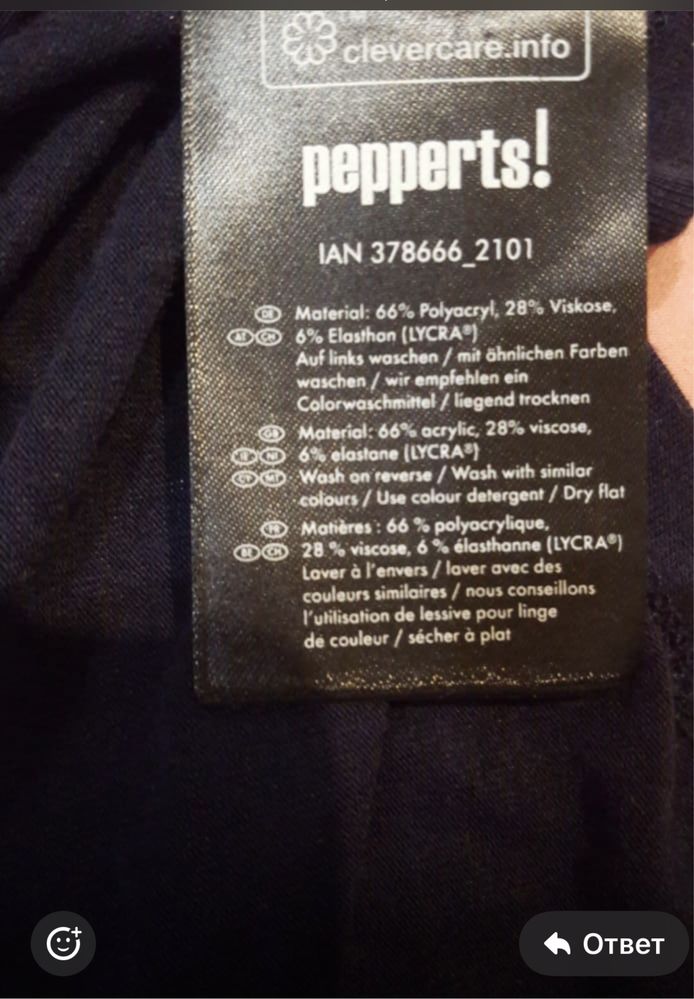 clevercare.info
pepperts!
IAN 378666_2101
DE Material: 66% Polyacryl, 28% Viskose,
AT CH 6% Elasthan (LYCRA®)
Auf links waschen / mit ähnlichen Farben
waschen / wir empfehlen ein
Colorwaschmittel / liegend trocknen
GB Material: 66% acrylic, 28% viscose,
IE NI 6% elastane (LYCRA®)
CY MT Wash on reverse / Wash with similar
colours / Use colour detergent / Dry flat
FR Matières : 66 % polyacrylique,
BE CH 28 % viscose, 6 % élasthanne (LYCRA®)
Laver à l'envers / laver avec des
couleurs similaires / nous conseillons
l'utilisation de lessive pour linge
de couleur / sécher à plat
Ответ